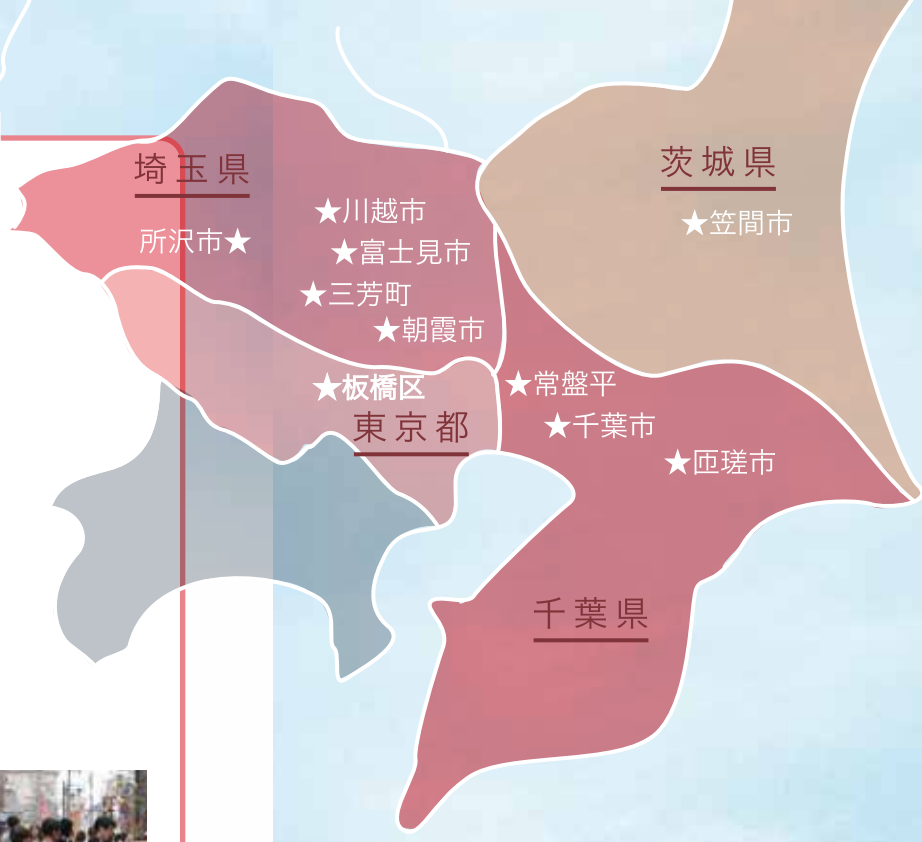 埼玉県
所沢市★
★川越市
★富士見市
★三芳町
★朝霞市
茨城県
★笠間市
★板橋区
東京都
★常盤平
★千葉市
★匝瑳市
千葉県